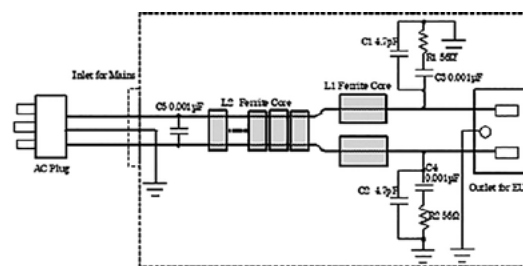 C1 4.7pF
R1 56Ω
C3 0.001μF
Inlet for Mains
C5 0.001μF
L2 Ferrite Core
L1 Ferrite Core
AC Plug
C4
0.001μF
Outlet for EU
C2 4.7pF
R2 56Ω